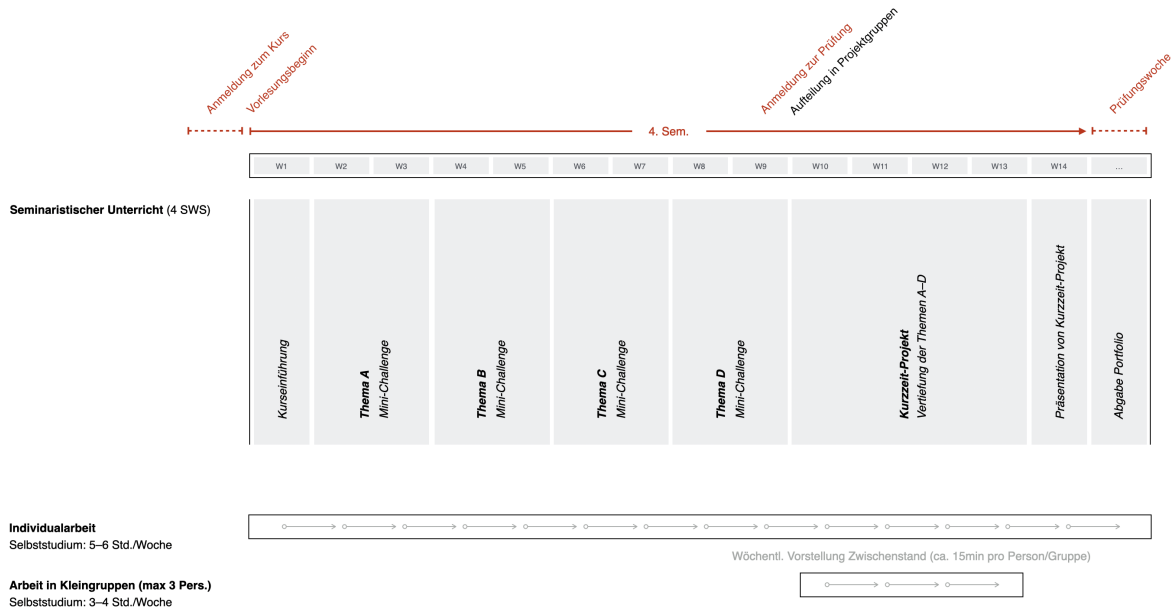 Anmeldung zum Kurs
Vorlesungsbeginn
Anmeldung zur Prüfung
Aufteilung in Projektgruppen
Prüfungswoche
4. Sem.
W1 W2 W3 W4 W5 W6 W7 W8 W9 W10 W11 W12 W13 W14 ...
Seminaristischer Unterricht (4 SWS)
Kurseinführung
Thema A
Mini-Challenge
Thema B
Mini-Challenge
Thema C
Mini-Challenge
Thema D
Mini-Challenge
Kurzzeit-Projekt
Vertiefung der Themen A–D
Präsentation von Kurzzeit-Projekt
Abgabe Portfolio
Individualarbeit
Selbststudium: 5–6 Std./Woche
Wöchentl. Vorstellung Zwischenstand (ca. 15min pro Person/Gruppe)
Arbeit in Kleingruppen (max 3 Pers.)
Selbststudium: 3–4 Std./Woche